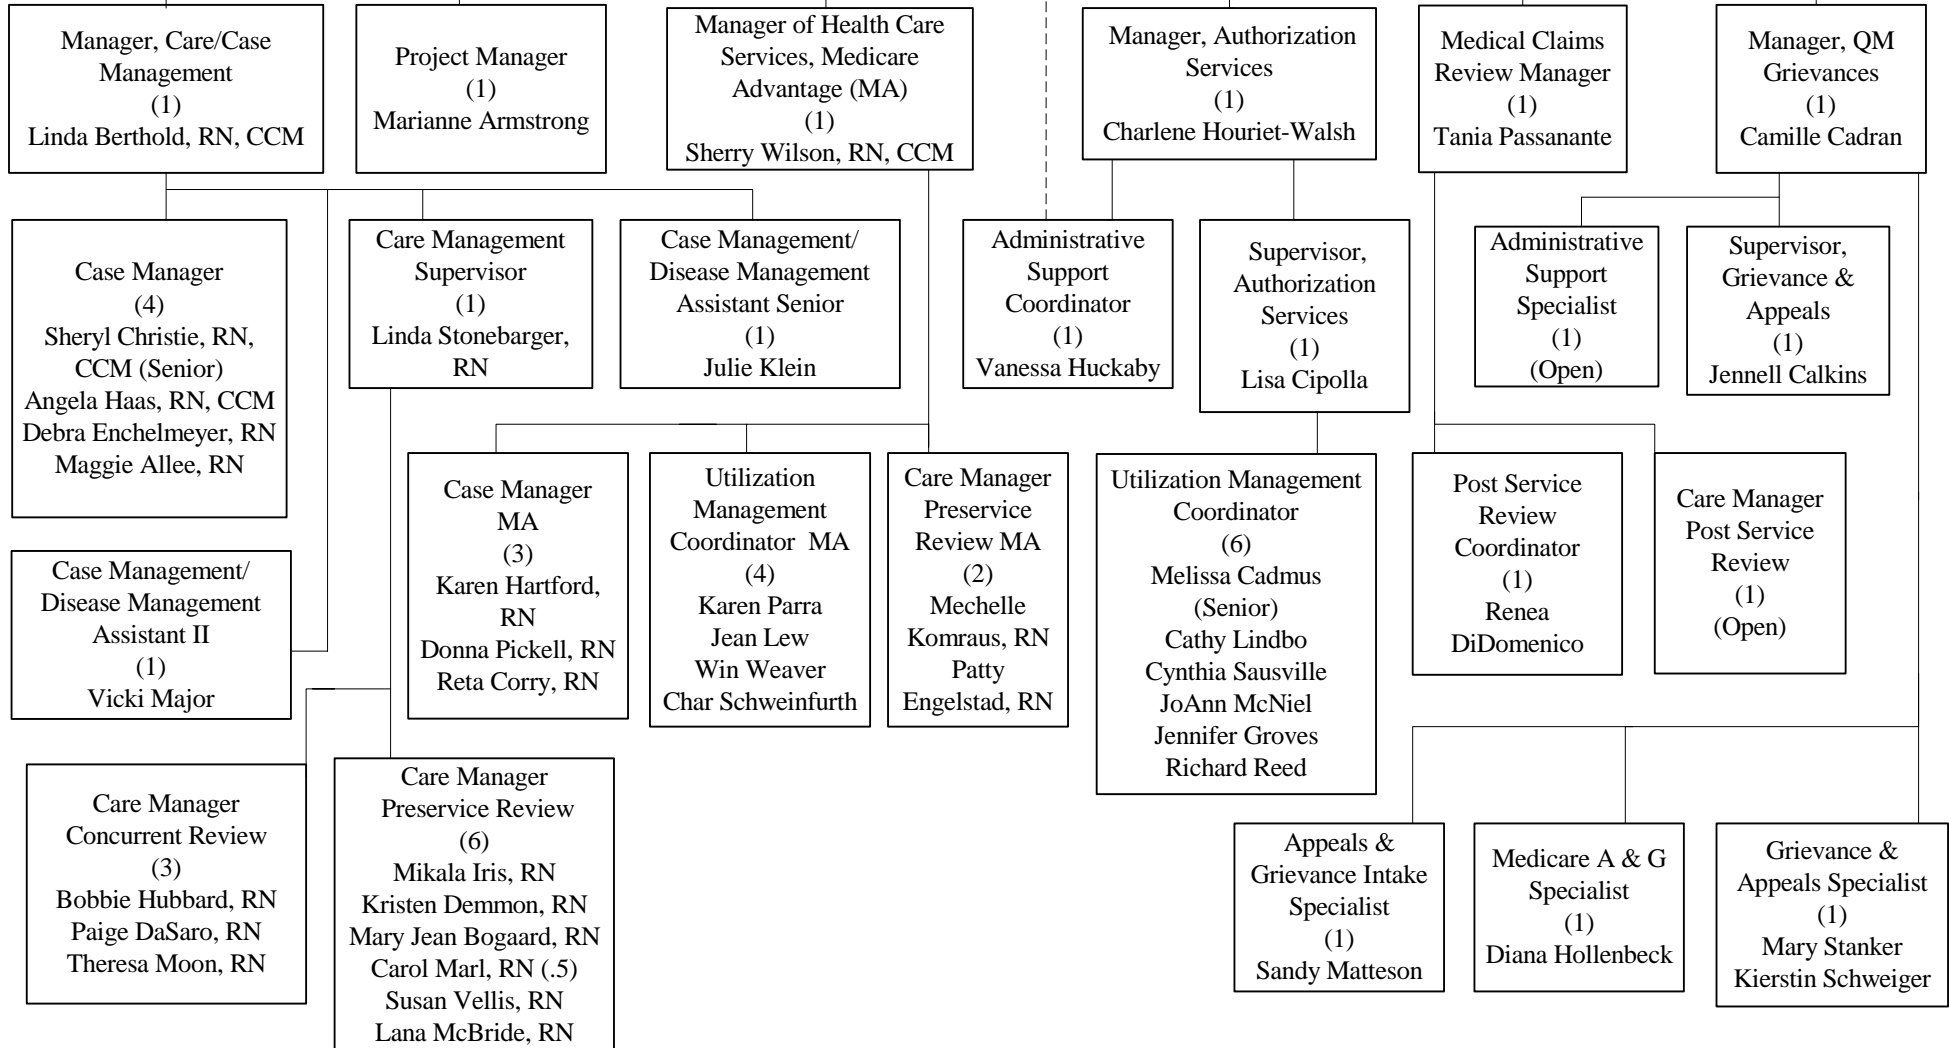 Manager, Care/Case
Management
(1)
Linda Berthold, RN, CCM
Project Manager
(1)
Marianne Armstrong
Manager of Health Care
Services, Medicare
Advantage (MA)
(1)
Sherry Wilson, RN, CCM
Manager, Authorization
Services
(1)
Charlene Houriet-Walsh
Medical Claims
Review Manager
(1)
Tania Passanante
Manager, QM
Grievances
(1)
Camille Cadran
Case Manager
(4)
Sheryl Christie, RN,
CCM (Senior)
Angela Haas, RN, CCM
Debra Enchelmeyer, RN
Maggie Allee, RN
Care Management
Supervisor
(1)
Linda Stonebarger,
RN
Case Management/
Disease Management
Assistant Senior
(1)
Julie Klein
Administrative
Support
Coordinator
(1)
Vanessa Huckaby
Supervisor,
Authorization
Services
(1)
Lisa Cipolla
Administrative
Support
Specialist
(1)
(Open)
Supervisor,
Grievance &
Appeals
(1)
Jennell Calkins
Case Management/
Disease Management
Assistant II
(1)
Vicki Major
Case Manager
MA
(3)
Karen Hartford,
RN
Donna Pickell, RN
Reta Corry, RN
Utilization
Management
Coordinator MA
(4)
Karen Parra
Jean Lew
Win Weaver
Char Schweinfurth
Care Manager
Preservice
Review MA
(2)
Mechelle
Komraus, RN
Patty
Engelstad, RN
Utilization Management
Coordinator
(6)
Melissa Cadmus
(Senior)
Cathy Lindbo
Cynthia Sausville
JoAnn McNiel
Jennifer Groves
Richard Reed
Post Service
Review
Coordinator
(1)
Renea
DiDomenico
Care Manager
Post Service
Review
(1)
(Open)
Care Manager
Concurrent Review
(3)
Bobbie Hubbard, RN
Paige DaSaro, RN
Theresa Moon, RN
Care Manager
Preservice Review
(6)
Mikala Iris, RN
Kristen Demmon, RN
Mary Jean Bogaard, RN
Carol Marl, RN (.5)
Susan Vellis, RN
Lana McBride, RN
Appeals &
Grievance Intake
Specialist
(1)
Sandy Matteson
Medicare A & G
Specialist
(1)
Diana Hollenbeck
Grievance &
Appeals Specialist
(1)
Mary Stanker
Kierstin Schweiger